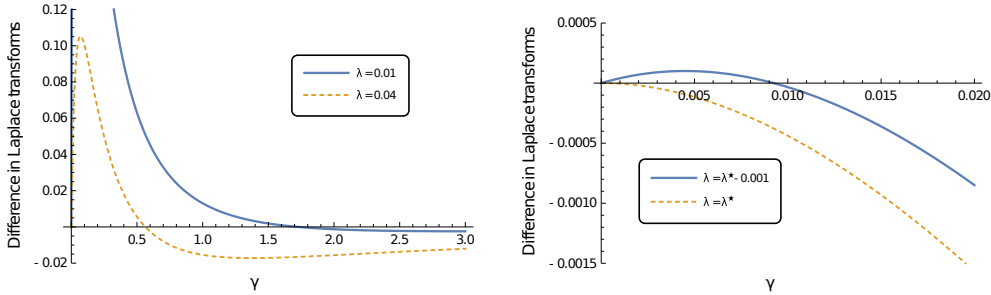 Difference in Laplace transforms
0.12
0.10
0.08
0.06
0.04
0.02
- 0.02
0.5
1.0
1.5
2.0
2.5
3.0
γ
λ = 0.01
λ = 0.04
Difference in Laplace transforms
0.0005
- 0.0005
- 0.0010
- 0.0015
0.005
0.010
0.015
0.020
γ
λ = λ★ - 0.001
λ = λ★